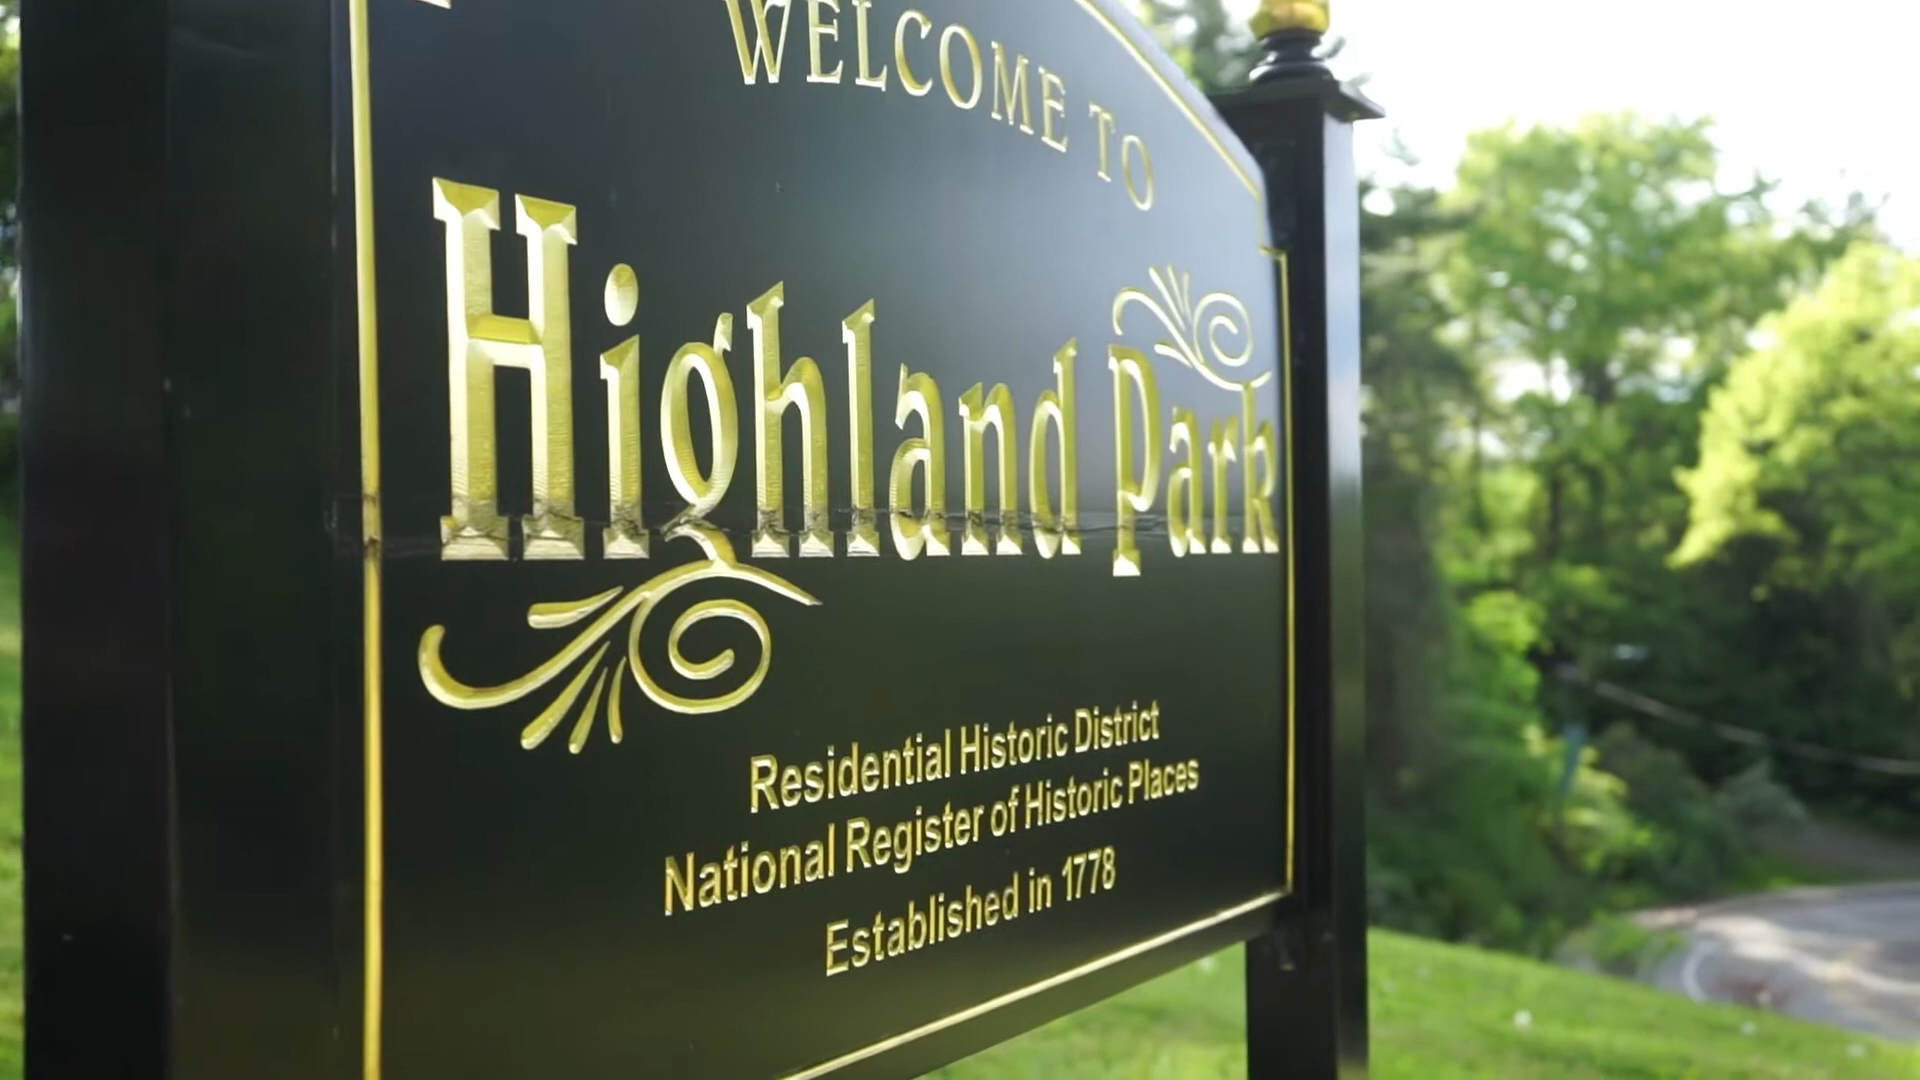 WELCOME TO
Highland Park
Residential Historic District
National Register of Historic Places
Established in 1778